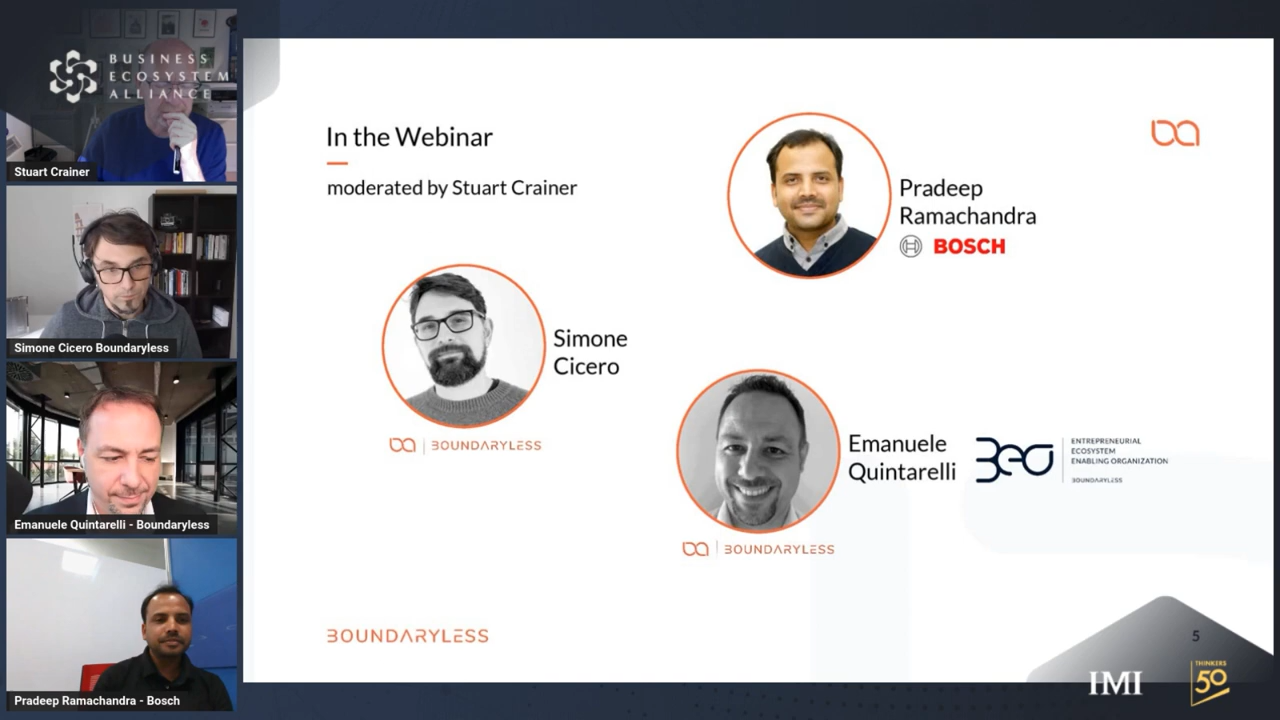 BUSINESS
ECOSYSTEM
ALLIANCE
Stuart Crainer
Simone Cicero Boundaryless
Emanuele Quintarelli - Boundaryless
Pradeep Ramachandra - Bosch
In the Webinar
moderated by Stuart Crainer
Pradeep
Ramachandra
BOSCH
Simone
Cicero
BOUNDARYLESS
Emanuele
Quintarelli
ENTREPRENEURIAL
ECOSYSTEM
ENABLING ORGANIZATION
BOUNDARYLESS
BOUNDARYLESS
BOUNDARYLESS
5
IMI
THINKERS
50